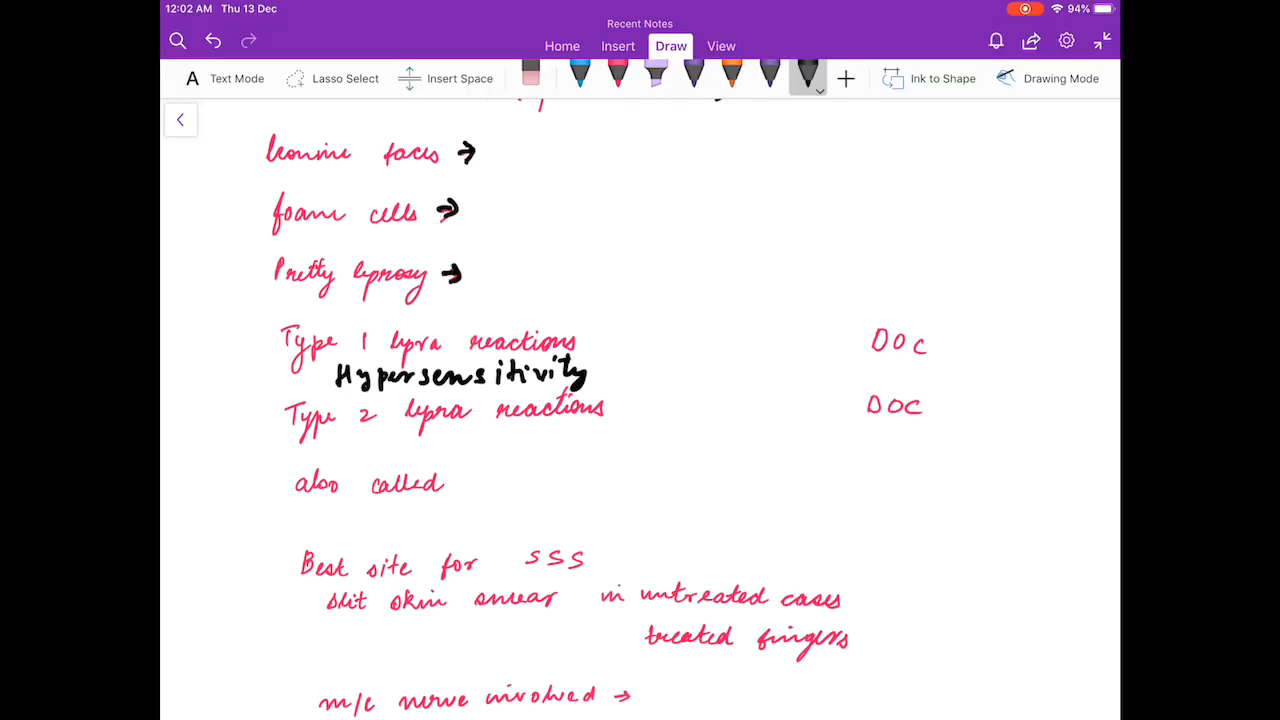 12:02 AM Thu 13 Dec
94%
Recent Notes
Home Insert Draw View
A Text Mode Lasso Select Insert Space Ink to Shape Drawing Mode
leonine faces →
foam cells →
Pretty leprosy →
Type 1 lepra reactions DOC
Hypersensitivity
Type 2 lepra reactions DOC
also called
Best site for SSS
slit skin smear in untreated cases
treated fingers
m/c nerve involved →